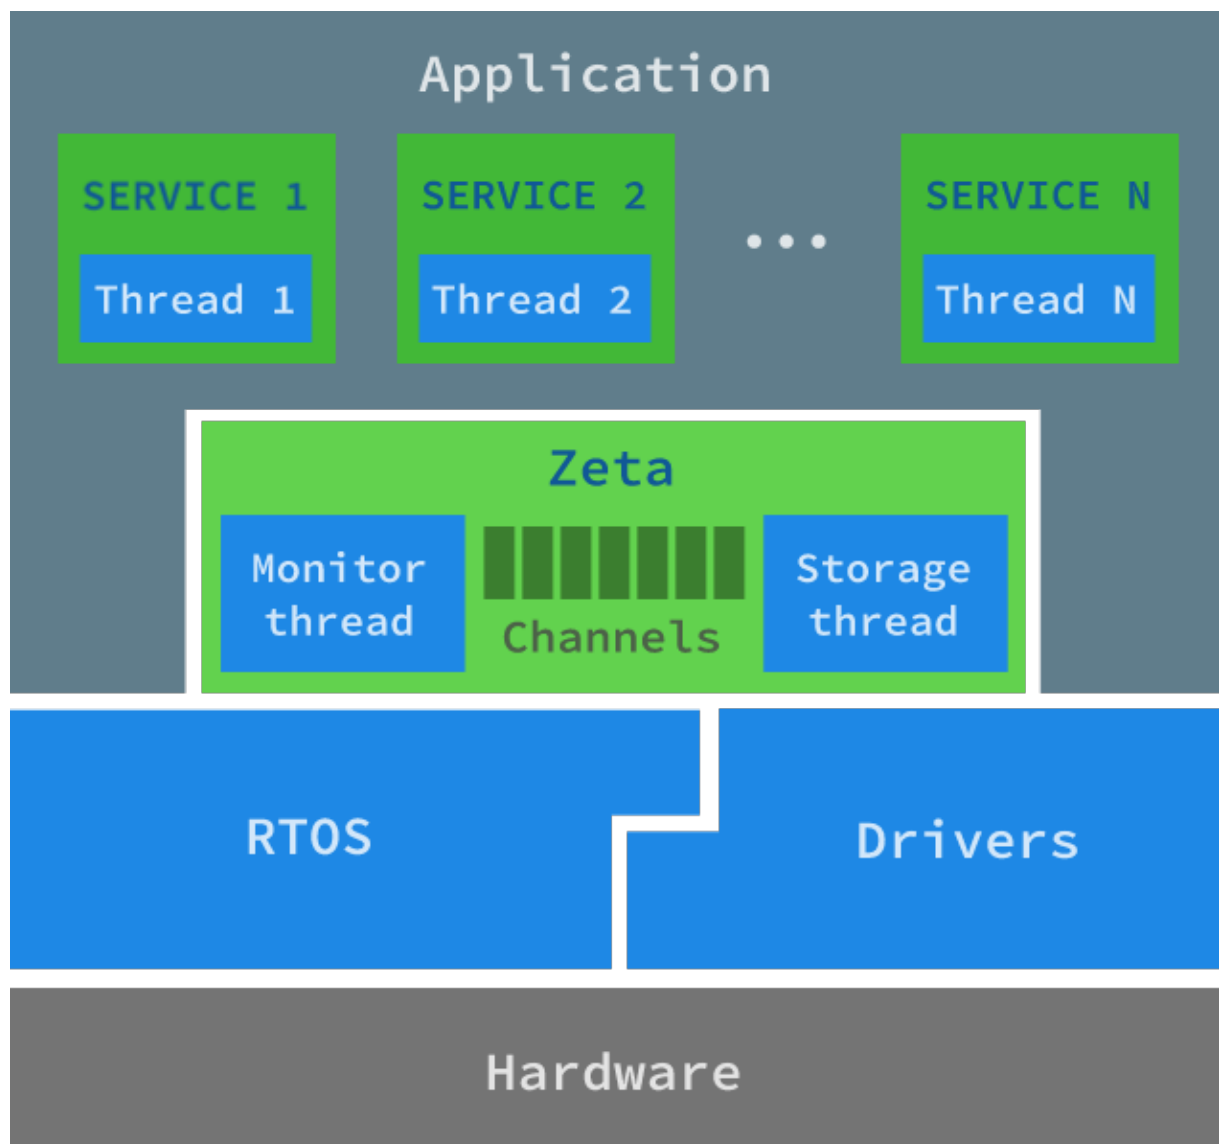 Application
SERVICE 1
SERVICE 2
SERVICE N
...
Thread 1
Thread 2
Thread N
Zeta
Monitor
thread
Channels
Storage
thread
RTOS
Drivers
Hardware